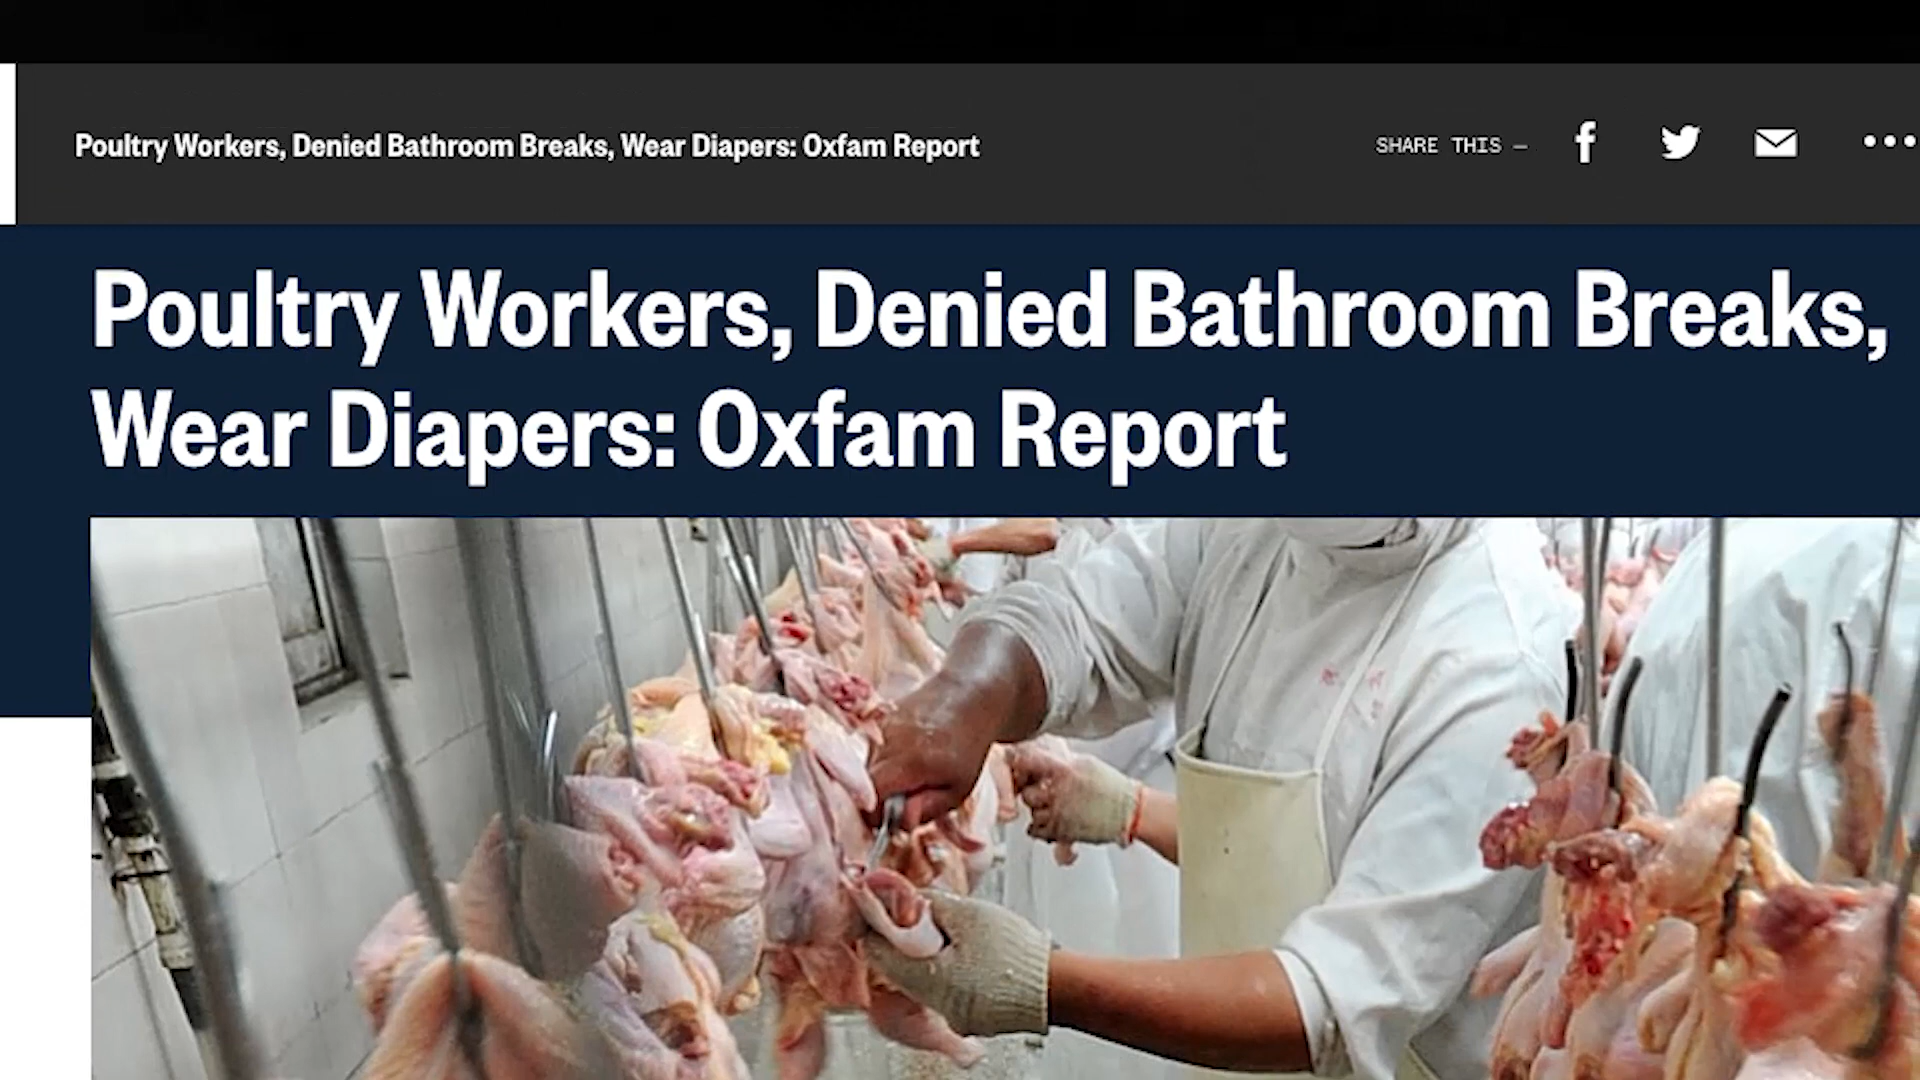 Poultry Workers, Denied Bathroom Breaks, Wear Diapers: Oxfam Report
SHARE THIS —
Poultry Workers, Denied Bathroom Breaks,
Wear Diapers: Oxfam Report